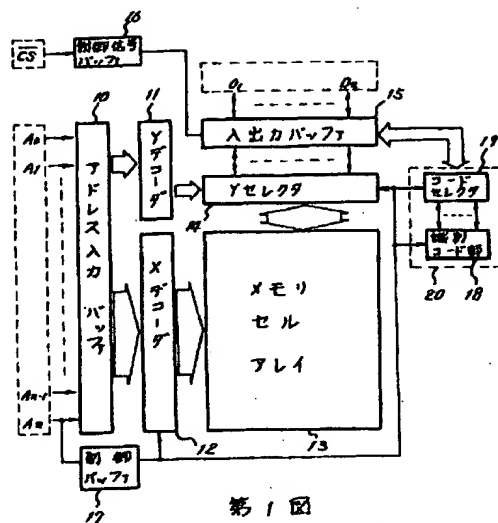 16
C̅S̅
制御信号
バッファ
10
11
O₁
Oₙ
15
入出力バッファ
19
コード
セレクタ
A₀
A₁
アドレス入力
バッファ
Yデコーダ
Yセレクタ
14
識別
コード部
20
18
Xデコーダ
メモリ
セル
アレイ
Aₙ₋₁
Aₙ
12
13
制御
バッファ
17
第1図